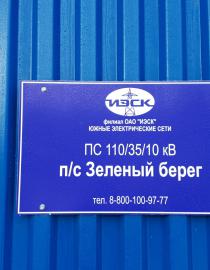 ИЭСК
филиал ОАО "ИЭСК"
ЮЖНЫЕ ЭЛЕКТРИЧЕСКИЕ СЕТИ
ПС 110/35/10 кВ
п/с Зеленый берег
тел. 8-800-100-97-77